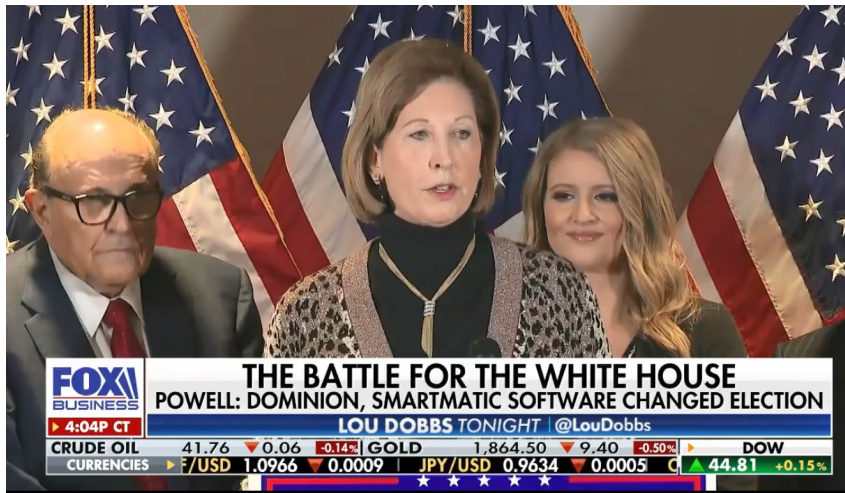 FOX
BUSINESS
THE BATTLE FOR THE WHITE HOUSE
POWELL: DOMINION, SMARTMATIC SOFTWARE CHANGED ELECTION
4:04P CT
LOU DOBBS TONIGHT | @LouDobbs
CRUDE OIL 41.76 ▼ 0.06 -0.14% GOLD 1,864.50 ▼ 9.40 -0.50% DOW
CURRENCIES F/USD 1.0966 ▼ 0.0009 JPY/USD 0.9634 ▼ 0.0005 C ▲ 44.81 +0.15%